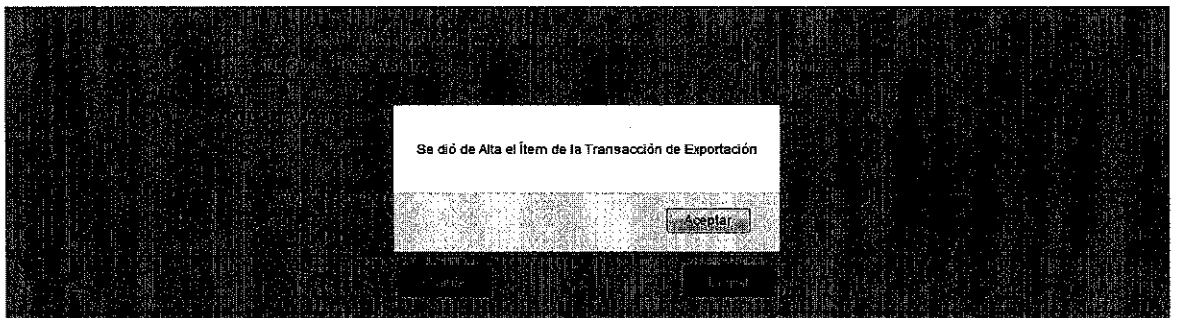 Se dió de Alta el Ítem de la Transacción de Exportación
Aceptar